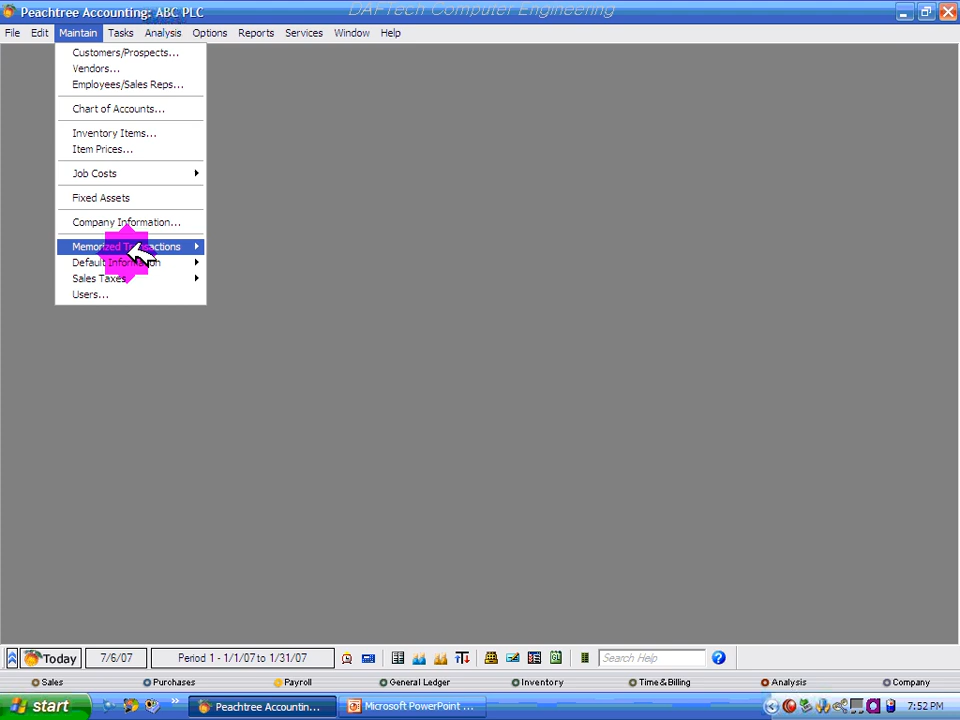 Peachtree Accounting: ABC PLC
DAFTech Computer Engineering
File Edit Maintain Tasks Analysis Options Reports Services Window Help
Customers/Prospects...
Vendors...
Employees/Sales Reps...
Chart of Accounts...
Inventory Items...
Item Prices...
Job Costs
Fixed Assets
Company Information...
Memorized Transactions
Default Information
Sales Taxes
Users...
Today 7/6/07 Period 1 - 1/1/07 to 1/31/07 Search Help
Sales Purchases Payroll General Ledger Inventory Time & Billing Analysis Company
start Peachtree Accountin... Microsoft PowerPoint ... 7:52 PM